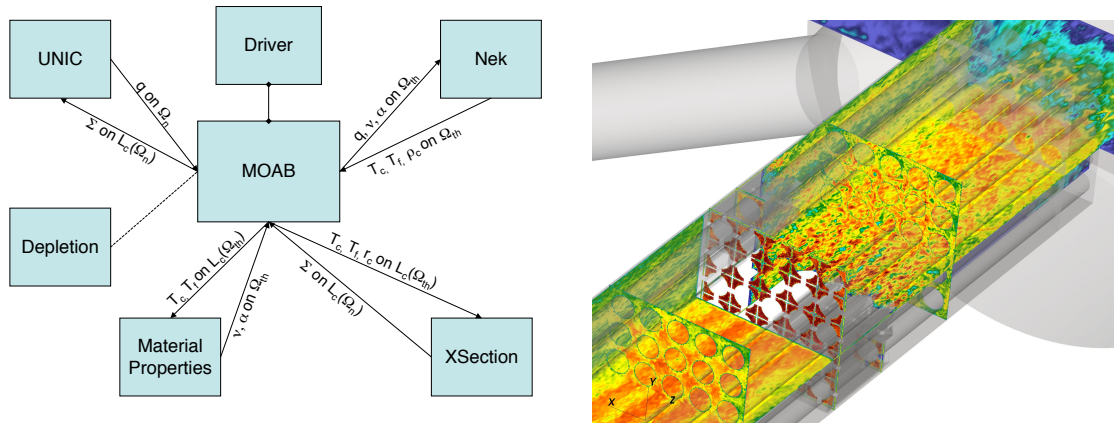 UNIC
Driver
Nek
q on Ωn
Σ on Lc(Ωn)
q, ν, α on Ωth
Tc, Tf, ρc on Ωth
MOAB
Depletion
Tc, Tf on Lc(Ωth)
ν, α on Ωth
Tc, Tf, rc on Lc(Ωth)
Σ on Lc(Ωn)
Material
Properties
XSection
Y
X
Z